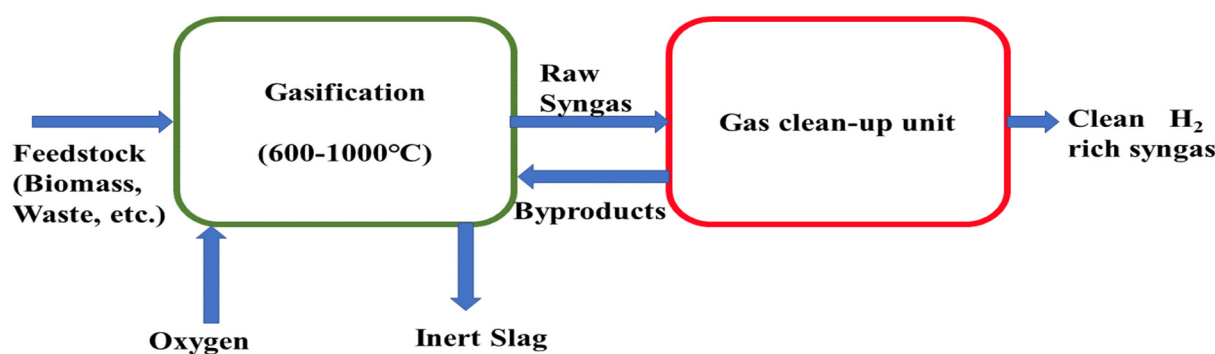 Gasification
(600-1000°C)
Raw
Syngas
Gas clean-up unit
Clean H₂
rich syngas
Feedstock
(Biomass,
Waste, etc.)
Byproducts
Oxygen
Inert Slag